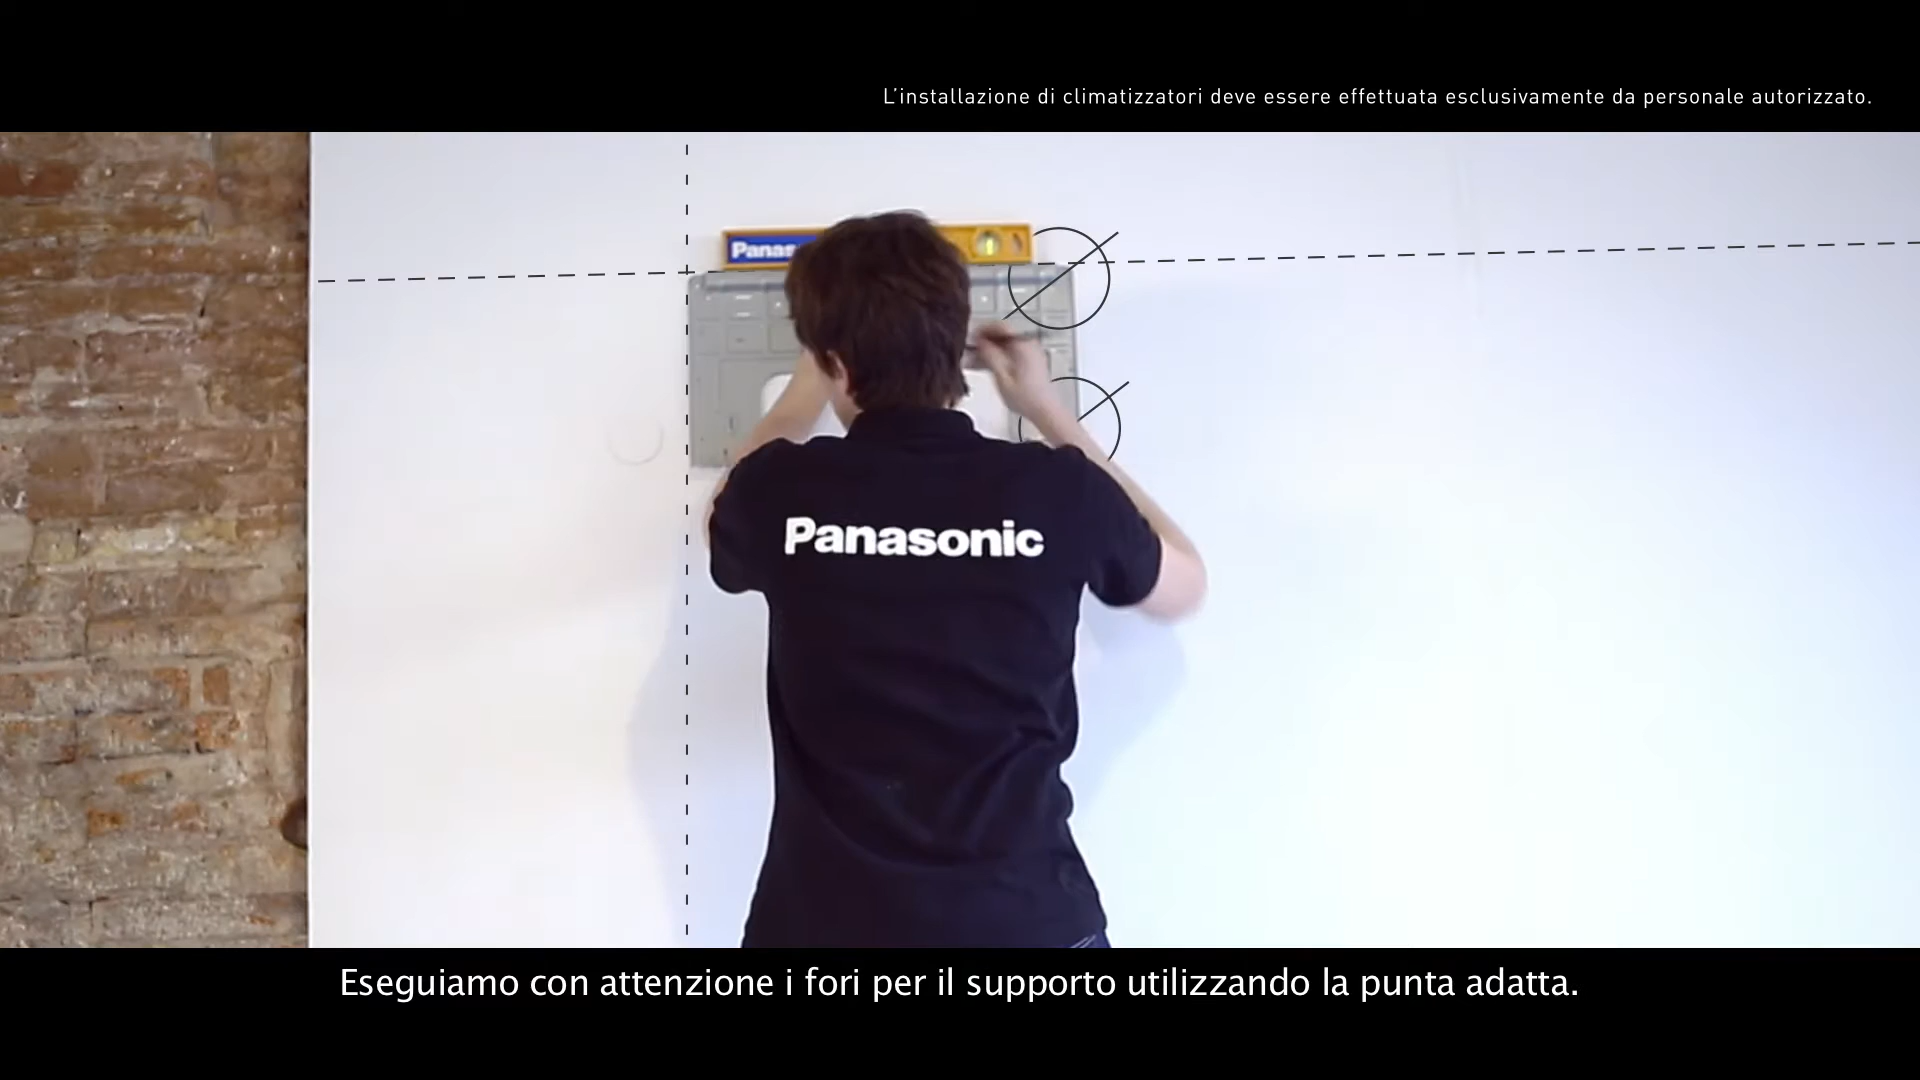 L'installazione di climatizzatori deve essere effettuata esclusivamente da personale autorizzato.
Panas
Panasonic
Eseguiamo con attenzione i fori per il supporto utilizzando la punta adatta.